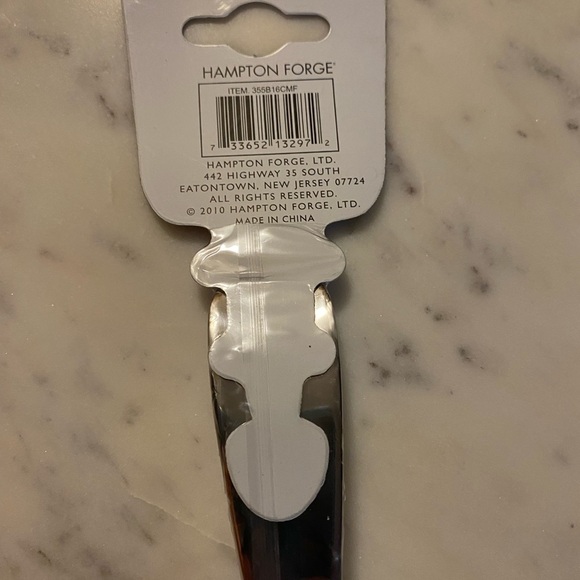 HAMPTON FORGE®
ITEM. 355B16CMF
7 33652 13297 2
HAMPTON FORGE, LTD.
442 HIGHWAY 35 SOUTH
EATONTOWN, NEW JERSEY 07724
ALL RIGHTS RESERVED.
© 2010 HAMPTON FORGE, LTD.
MADE IN CHINA